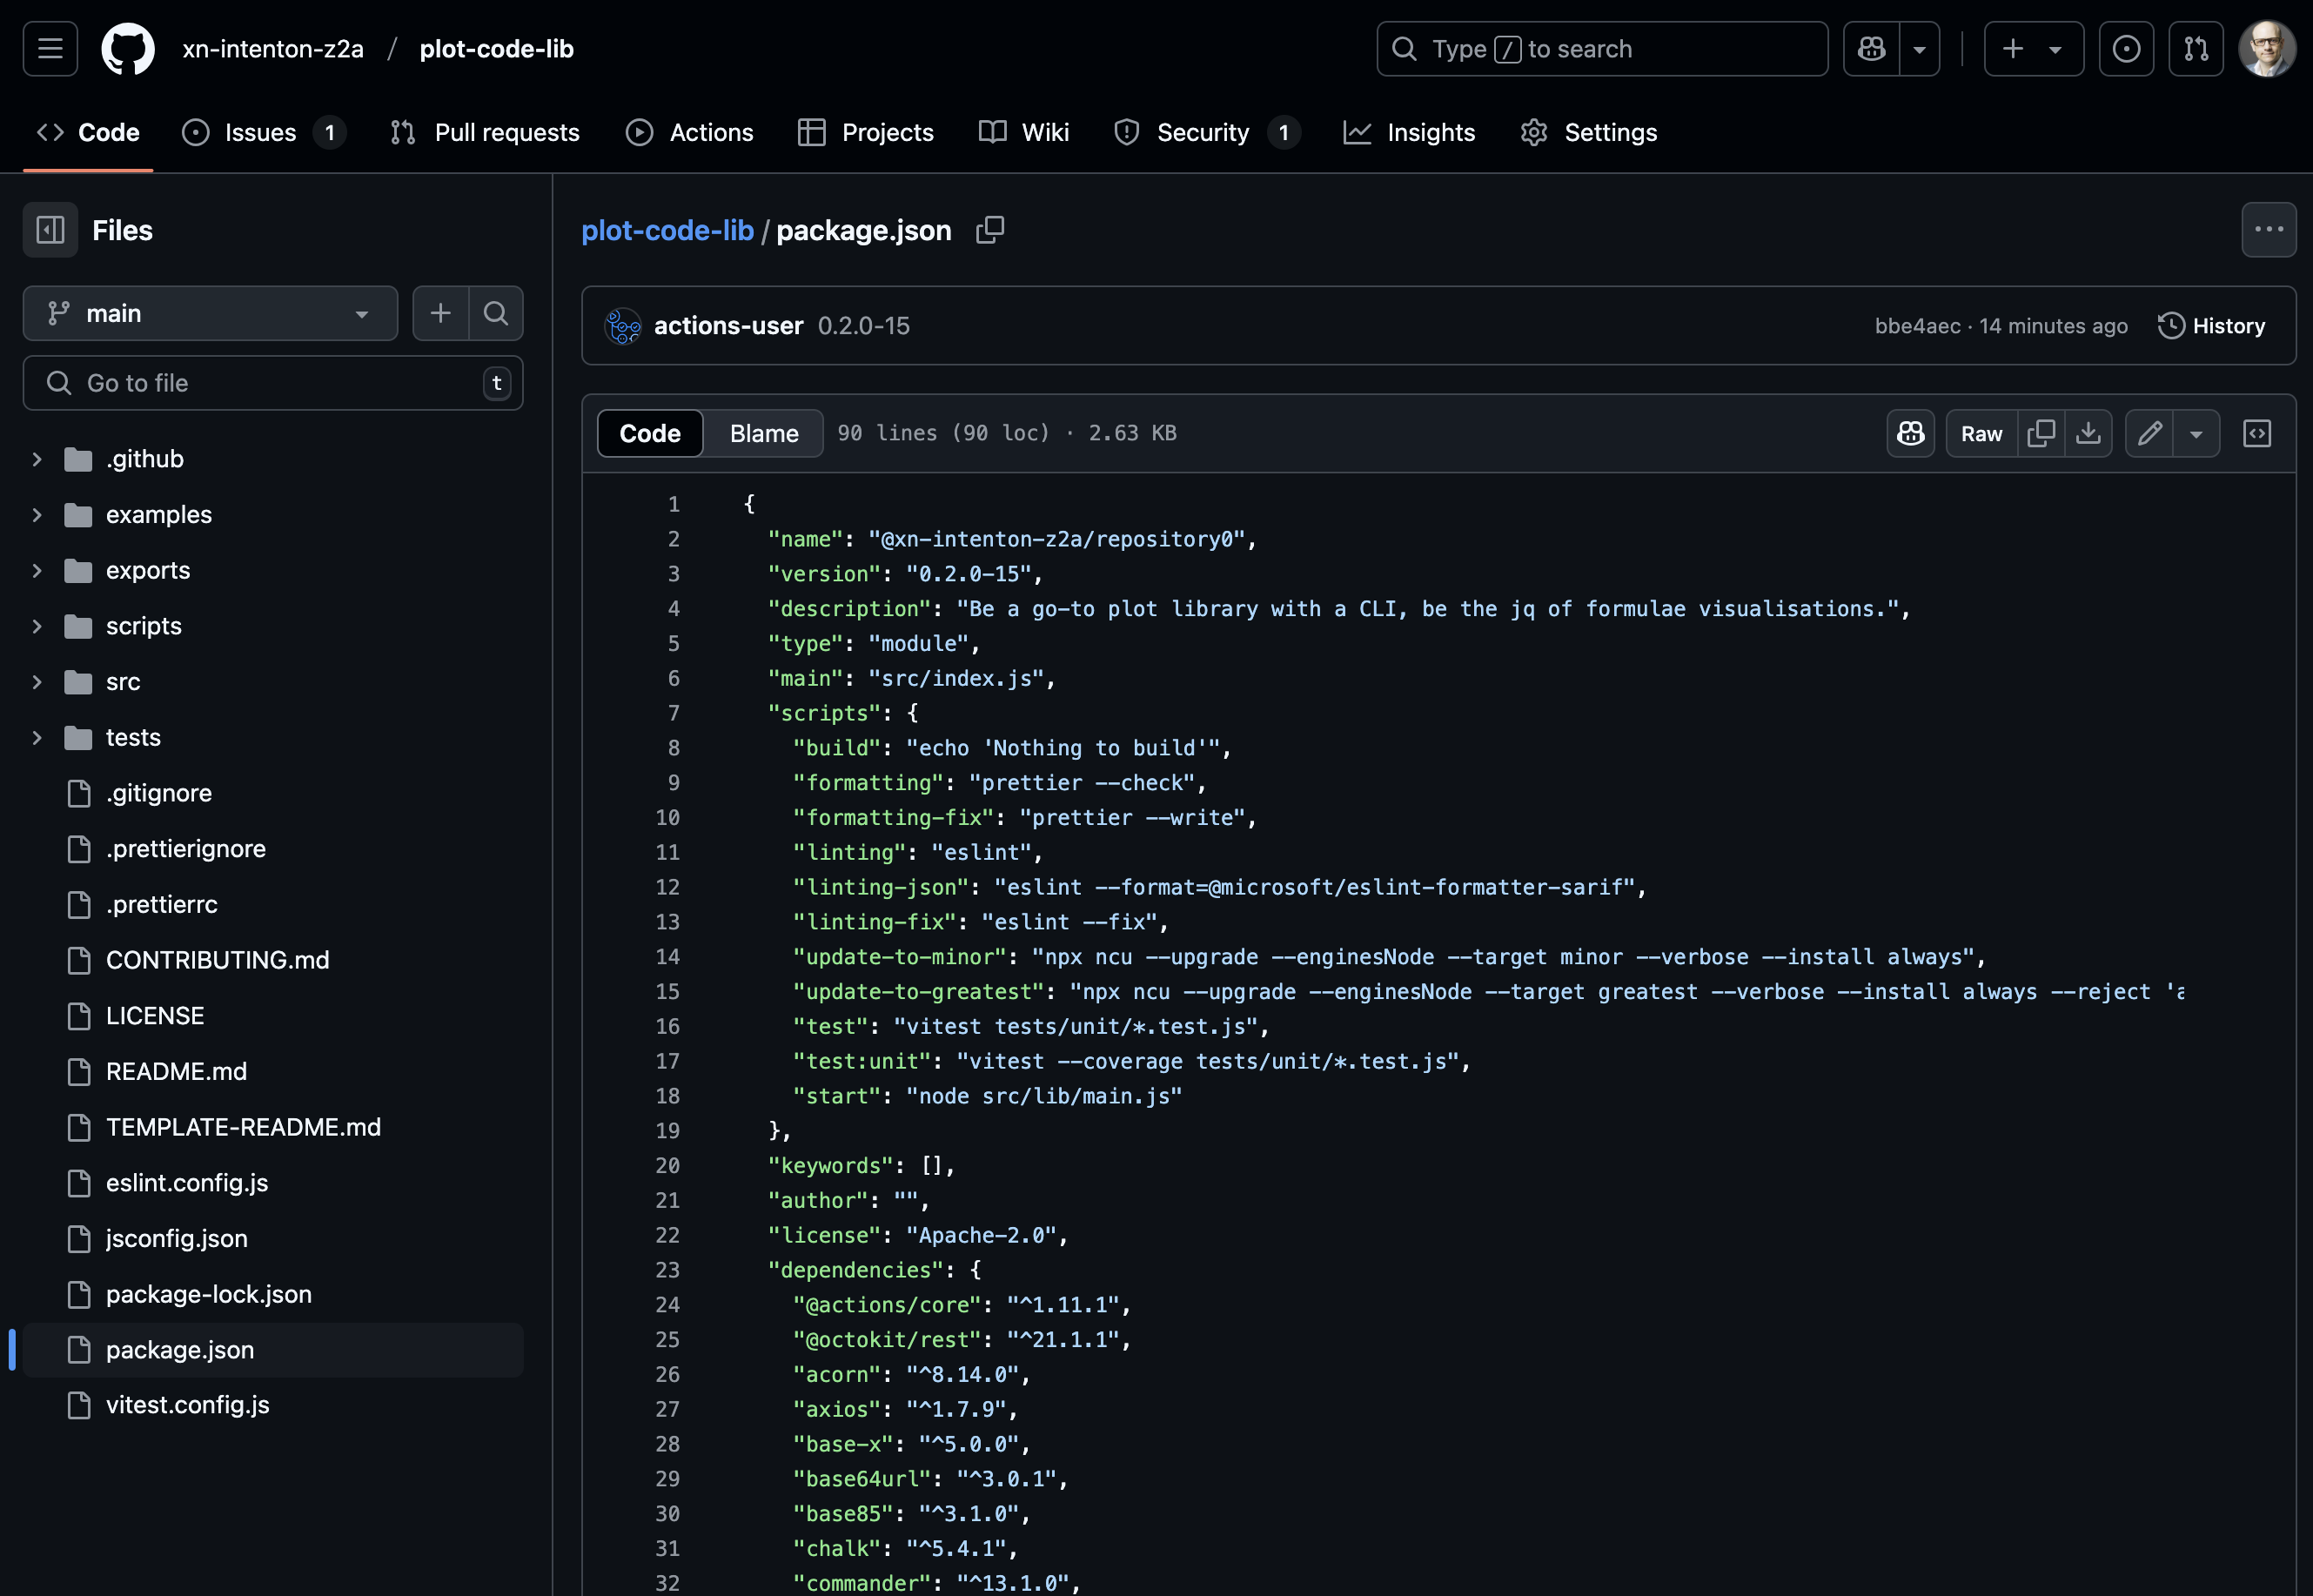 xn-intenton-z2a / plot-code-lib
Type / to search
Code
Issues 1
Pull requests
Actions
Projects
Wiki
Security 1
Insights
Settings
Files
main
Go to file
t
.github
examples
exports
scripts
src
tests
.gitignore
.prettierignore
.prettierrc
CONTRIBUTING.md
LICENSE
README.md
TEMPLATE-README.md
eslint.config.js
jsconfig.json
package-lock.json
package.json
vitest.config.js
plot-code-lib / package.json
actions-user 0.2.0-15
bbe4aec · 14 minutes ago
History
Code
Blame
90 lines (90 loc) · 2.63 KB
Raw
1 {
2 "name": "@xn-intenton-z2a/repository0",
3 "version": "0.2.0-15",
4 "description": "Be a go-to plot library with a CLI, be the jq of formulae visualisations.",
5 "type": "module",
6 "main": "src/index.js",
7 "scripts": {
8 "build": "echo 'Nothing to build'",
9 "formatting": "prettier --check",
10 "formatting-fix": "prettier --write",
11 "linting": "eslint",
12 "linting-json": "eslint --format=@microsoft/eslint-formatter-sarif",
13 "linting-fix": "eslint --fix",
14 "update-to-minor": "npx ncu --upgrade --enginesNode --target minor --verbose --install always",
15 "update-to-greatest": "npx ncu --upgrade --enginesNode --target greatest --verbose --install always --reject 'a
16 "test": "vitest tests/unit/*.test.js",
17 "test:unit": "vitest --coverage tests/unit/*.test.js",
18 "start": "node src/lib/main.js"
19 },
20 "keywords": [],
21 "author": "",
22 "license": "Apache-2.0",
23 "dependencies": {
24 "@actions/core": "^1.11.1",
25 "@octokit/rest": "^21.1.1",
26 "acorn": "^8.14.0",
27 "axios": "^1.7.9",
28 "base-x": "^5.0.0",
29 "base64url": "^3.0.1",
30 "base85": "^3.1.0",
31 "chalk": "^5.4.1",
32 "commander": "^13.1.0",